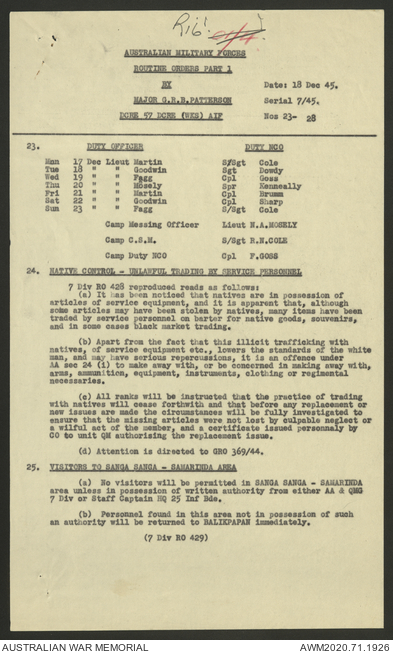 AUSTRALIAN MILITARY FORCES
ROUTINE ORDERS PART 1
BY
Date: 18 Dec 45.
MAJOR G.R.B.PATTERSON
Serial 7/45.
DCRE 57 DCRE (WKS) AIF
Nos 23- 28
23. DUTY OFFICER DUTY NCO
Mon 17 Dec Lieut Martin S/Sgt Cole
Tue 18 " " Goodwin Sgt Dowdy
Wed 19 " " Fagg Cpl Goss
Thu 20 " " Mosely Spr Kenneally
Fri 21 " " Martin Cpl Brumm
Sat 22 " " Goodwin Cpl Sharp
Sun 23 " " Fagg S/Sgt Cole
Camp Messing Officer Lieut N.A.MOSELY
Camp C.S.M. S/Sgt R.N.COLE
Camp Duty NCO Cpl F.GOSS
24. NATIVE CONTROL - UNLAWFUL TRADING BY SERVICE PERSONNEL
7 Div RO 428 reproduced reads as follows:
(a) It has been noticed that natives are in possession of
articles of service equipment, and it is apparent that, although
some articles may have been stolen by natives, many items have been
traded by service personnel on barter for native goods, souvenirs,
and in some cases black market trading.
(b) Apart from the fact that this illicit trafficking with
natives, of service equipment etc., lowers the standards of the white
man, and may have serious repercussions, it is an offence under
AA sec 24 (1) to make away with, or be concerned in making away with,
arms, ammunition, equipment, instruments, clothing or regimental
necessaries.
(c) All ranks will be instructed that the practice of trading
with natives will cease forthwith and that before any replacement or
new issues are made the circumstances will be fully investigated to
ensure that the missing articles were not lost by culpable neglect or
a wilful act of the member, and a certificate issued personnaly by
CO to unit QM authorising the replacement issue.
(d) Attention is directed to GRO 369/44.
25. VISITORS TO SANGA SANGA - SAMARINDA AREA
(a) No visitors will be permitted in SANGA SANGA - SAMARINDA
area unless in possession of written authority from either AA & QMG
7 Div or Staff Captain HQ 25 Inf Bde.
(b) Personnel found in this area not in possession of such
an authority will be returned to BALIKPAPAN immediately.
(7 Div RO 429)
AUSTRALIAN WAR MEMORIAL
AWM2020.71.1926